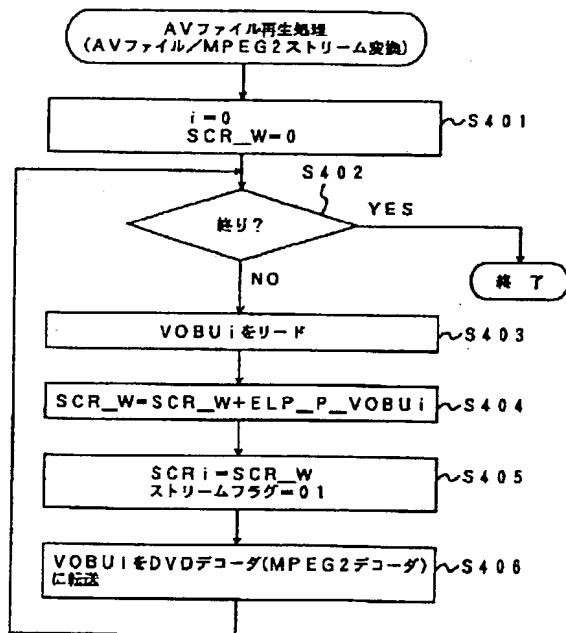 AVファイル再生処理
(AVファイル/MPEG2ストリーム変換)
i=0
SCR_W=0
S401
S402
終り?
YES
終 了
NO
VOBUiをリード
S403
SCR_W=SCR_W+ELP_P_VOBUi
S404
SCRi=SCR_W
ストリームフラグ=01
S405
VOBUiをDVDデコーダ(MPEG2デコーダ)
に転送
S406